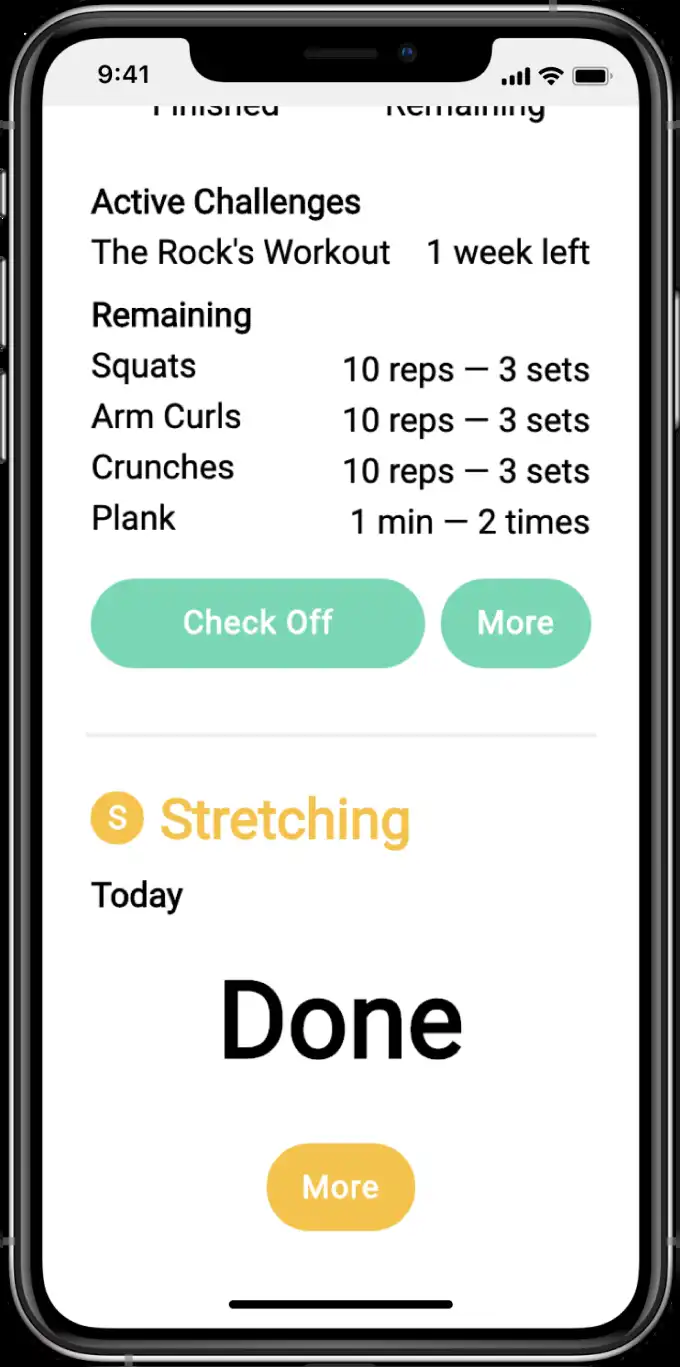 9:41
Finished Remaining
Active Challenges
The Rock's Workout 1 week left
Remaining
Squats 10 reps — 3 sets
Arm Curls 10 reps — 3 sets
Crunches 10 reps — 3 sets
Plank 1 min — 2 times
Check Off More
S Stretching
Today
Done
More